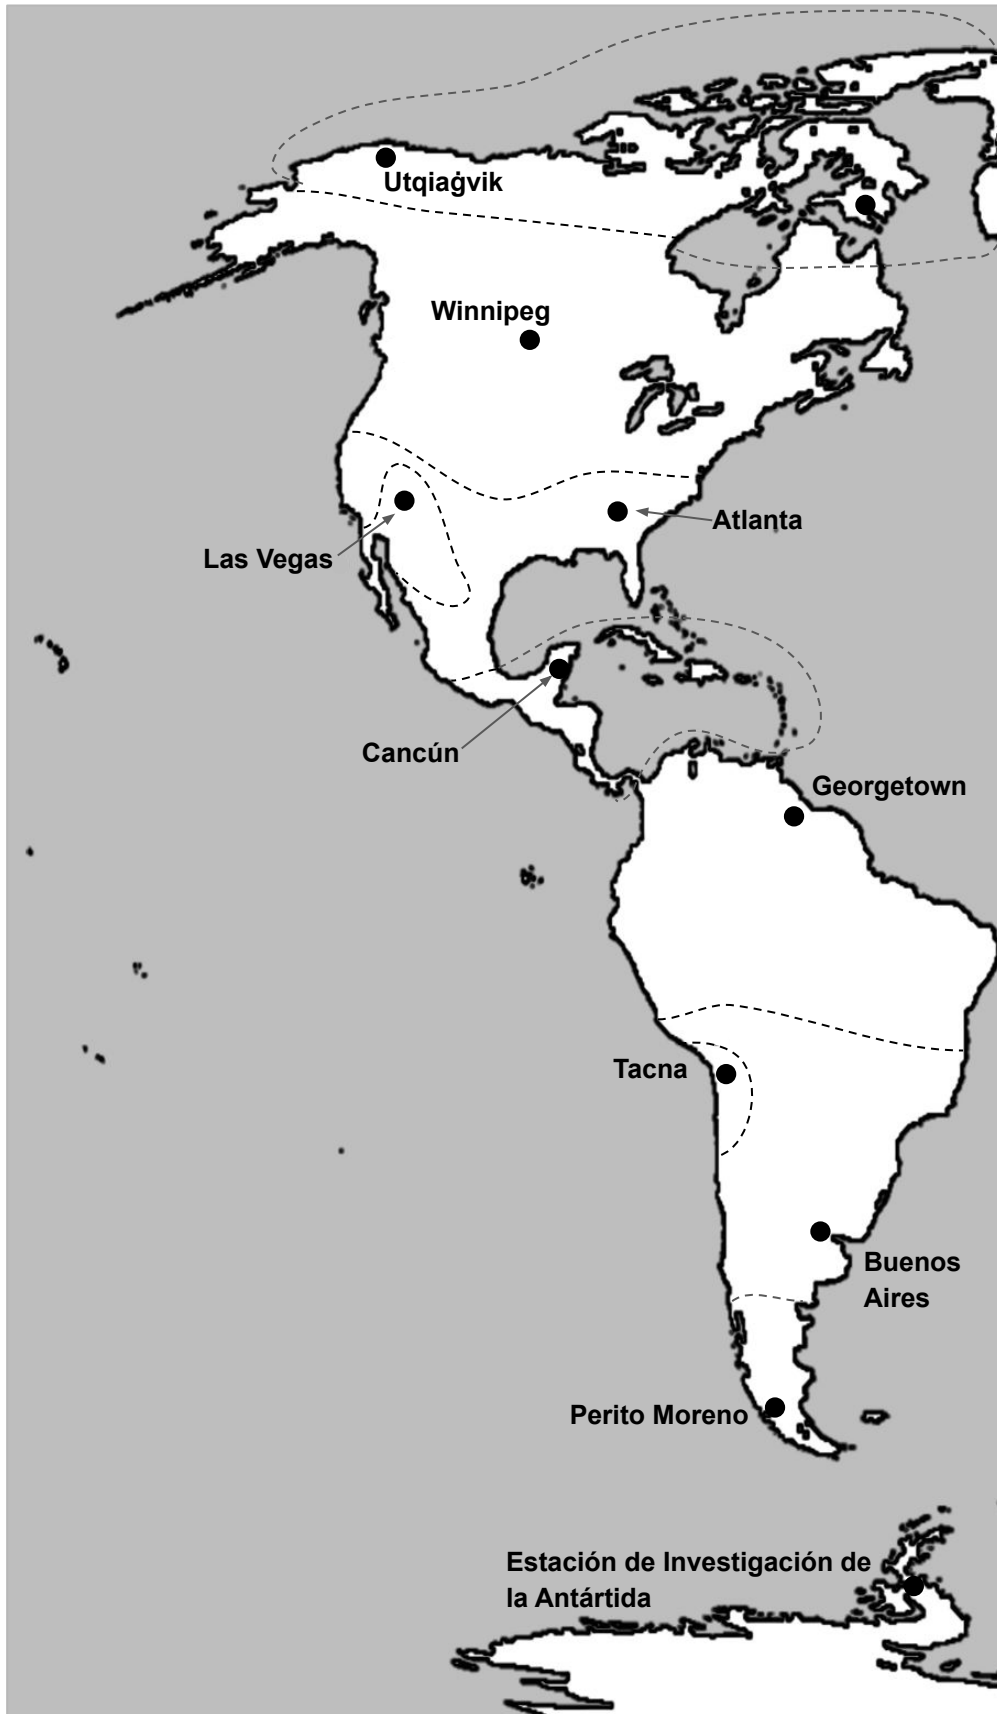 Utqiaġvik
Winnipeg
Atlanta
Las Vegas
Cancún
Georgetown
Tacna
Buenos
Aires
Perito Moreno
Estación de Investigación de
la Antártida